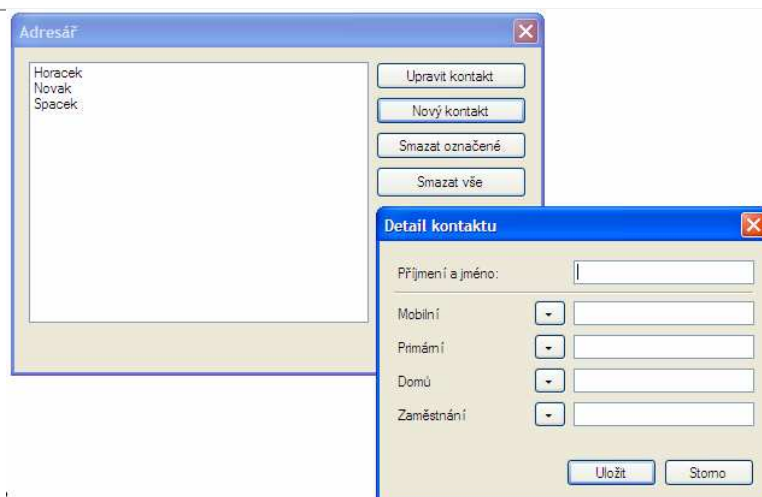 Adresář
Horacek
Novak
Spacek
Upravit kontakt
Nový kontakt
Smazat označené
Smazat vše
Detail kontaktu
Příjmení a jméno:
Mobilní
Primární
Domů
Zaměstnání
Uložit Storno